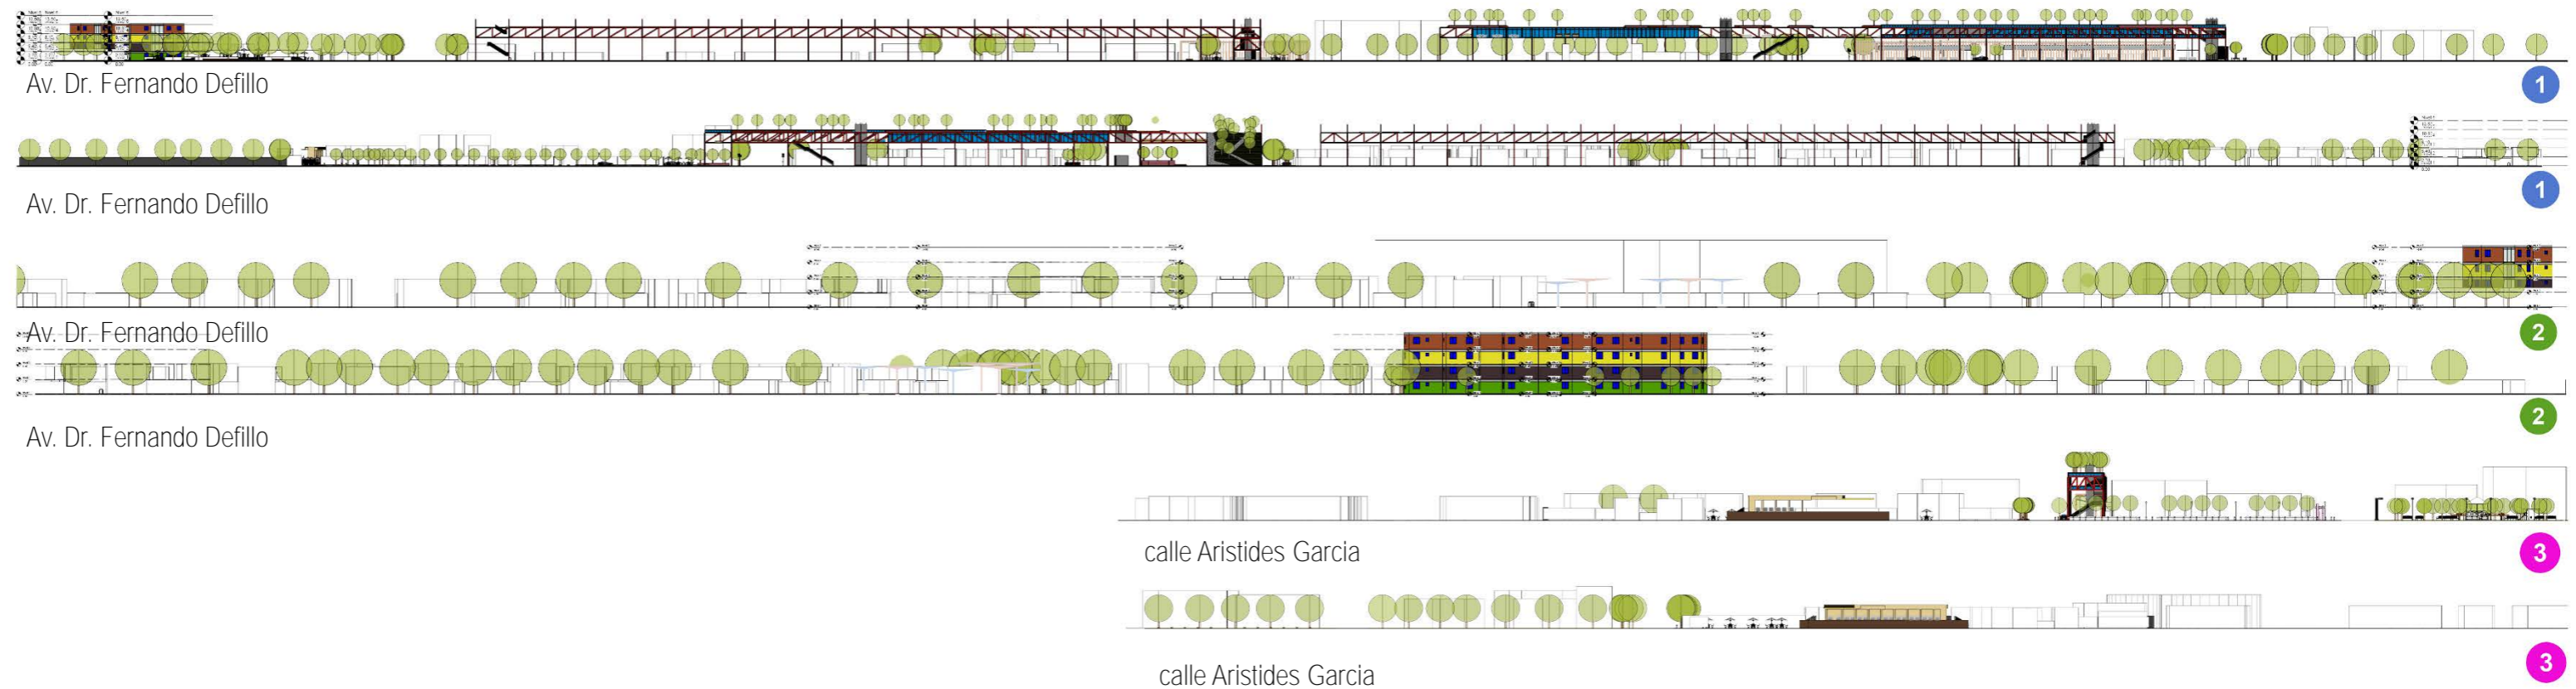 Av. Dr. Fernando Defillo
1
Av. Dr. Fernando Defillo
1
Av. Dr. Fernando Defillo
2
Av. Dr. Fernando Defillo
2
calle Aristides Garcia
3
calle Aristides Garcia
3